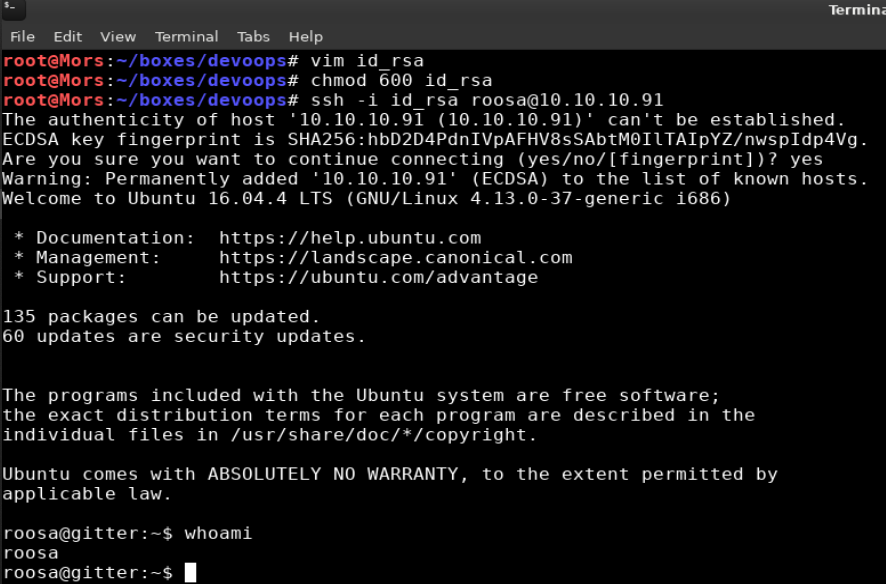 Termina
File Edit View Terminal Tabs Help
root@Mors:~/boxes/devoops# vim id_rsa
root@Mors:~/boxes/devoops# chmod 600 id_rsa
root@Mors:~/boxes/devoops# ssh -i id_rsa roosa@10.10.10.91
The authenticity of host '10.10.10.91 (10.10.10.91)' can't be established.
ECDSA key fingerprint is SHA256:hbD2D4PdnIVpAFHV8sSAbtM0IlTAIpYZ/nwspIdp4Vg.
Are you sure you want to continue connecting (yes/no/[fingerprint])? yes
Warning: Permanently added '10.10.10.91' (ECDSA) to the list of known hosts.
Welcome to Ubuntu 16.04.4 LTS (GNU/Linux 4.13.0-37-generic i686)
 * Documentation:  https://help.ubuntu.com
 * Management:     https://landscape.canonical.com
 * Support:        https://ubuntu.com/advantage
135 packages can be updated.
60 updates are security updates.
The programs included with the Ubuntu system are free software;
the exact distribution terms for each program are described in the
individual files in /usr/share/doc/*/copyright.
Ubuntu comes with ABSOLUTELY NO WARRANTY, to the extent permitted by
applicable law.
roosa@gitter:~$ whoami
roosa
roosa@gitter:~$